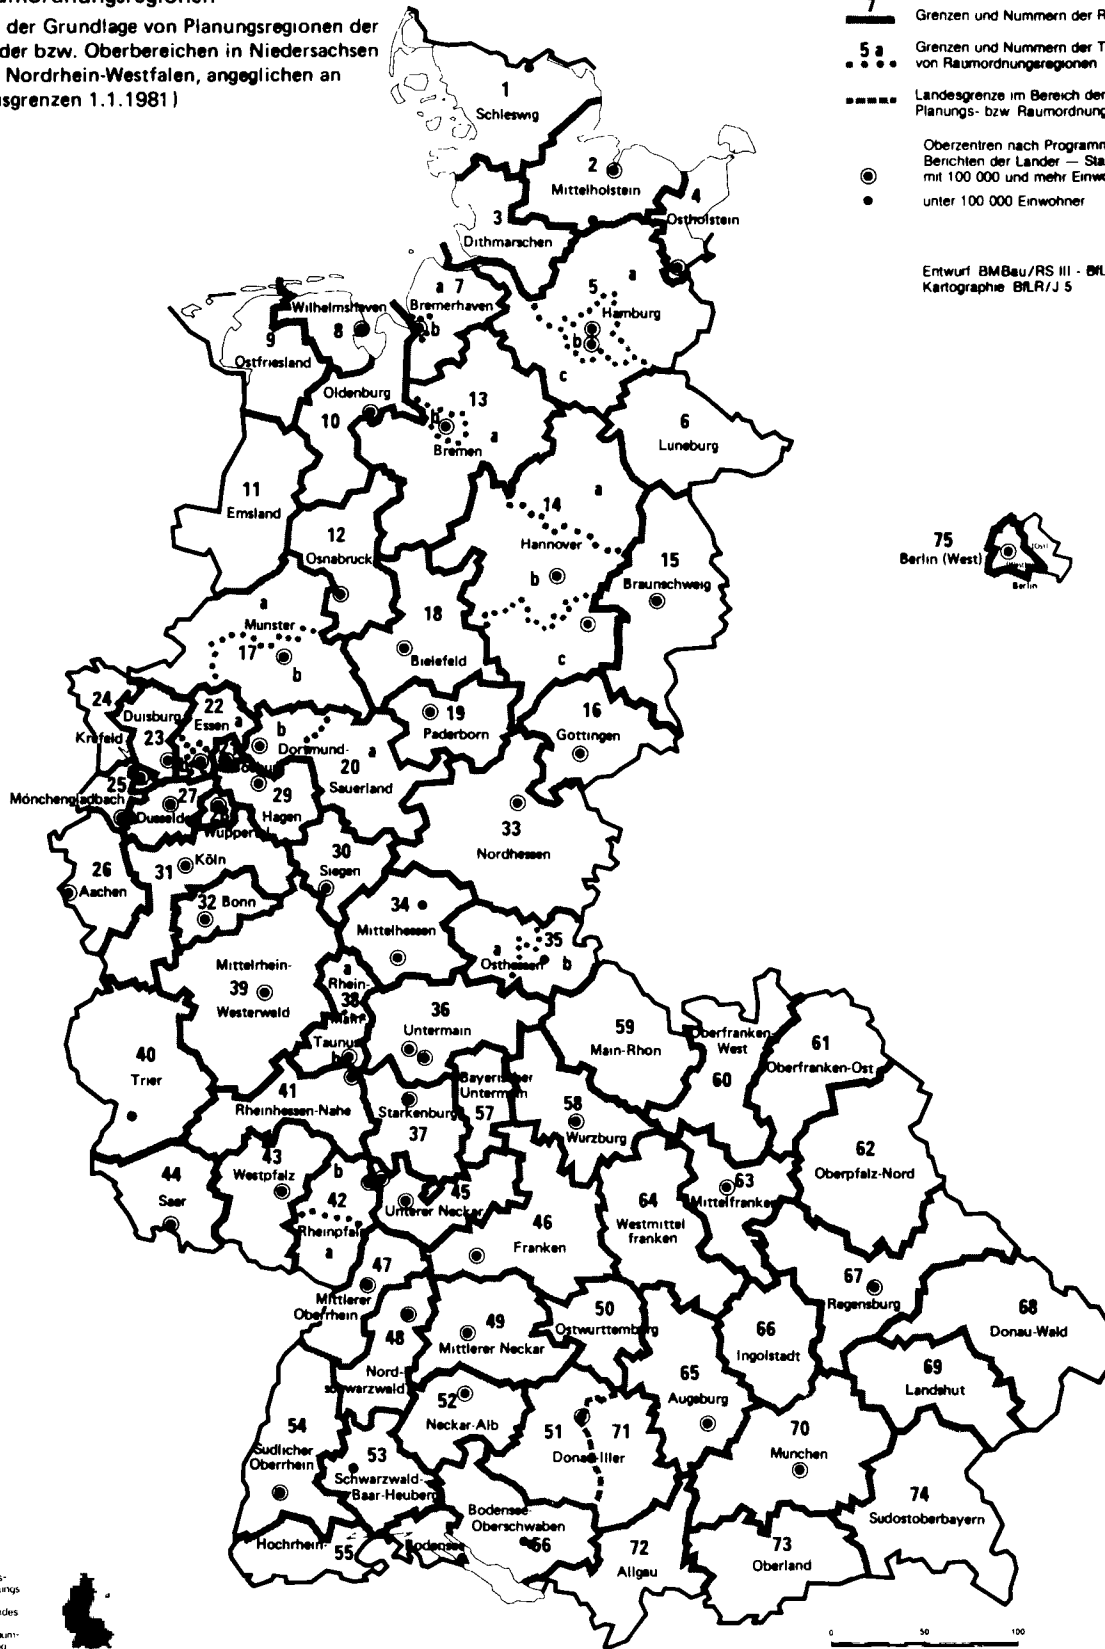 der Grundlage von Planungsregionen der
der bzw. Oberbereichen in Niedersachsen
Nordrhein-Westfalen, angeglichen an
sgrenzen 1.1.1981)
7
Grenzen und Nummern der R
5 a
Grenzen und Nummern der T
von Raumordnungsregionen
Landesgrenze im Bereich der
Planungs- bzw Raumordnung
Oberzentren nach Programm
Berichten der Lander — Sta
mit 100 000 und mehr Einw
unter 100 000 Einwohner
Entwurf BMBau/RS III - BfL
Kartographie BfLR/J 5
1
Schleswig
2
Mittelholstein
3
Dithmarschen
4
Ostholstein
a
5
Hamburg
b
c
6
Luneburg
a 7
Bremerhaven
b
Wilhelmshaven
8
9
Ostfriesland
Oldenburg
10
11
Emsland
12
Osnabruck
13
b
a
Bremen
a
14
Hannover
b
c
15
Braunschweig
16
Gottingen
a
Munster
17
b
18
Bielefeld
19
Paderborn
b
Dortmund-
a
20
Sauerland
22
Essen
a
Duisburg
23
24
Krefeld
25
Mönchengladbach
26
Aachen
27
29
Hagen
30
Siegen
31
Köln
32 Bonn
33
Nordhessen
34
Mittelhessen
35
a
Osthessen
b
36
Untermain
Starkenburg
37
a
Rhein-
38
Main-
Taunus
b
Mittelrhein-
39
Westerwald
40
Trier
41
Rheinhessen-Nahe
b
42
Rheinpfalz
a
43
Westpfalz
44
Saar
45
Unterer Neckar
46
Franken
47
Mittlerer
Oberrhein
48
Nord-
schwarzwald
49
Mittlerer Neckar
50
Ostwurttemberg
51
71
Donau-Iller
52
Neckar-Alb
53
Schwarzwald-
Baar-Heuberg
54
Sudlicher
Oberrhein
Hochrhein-
55
Bodensee
Bodensee-
Oberschwaben
56
Bayerischer
Untermain
57
58
Wurzburg
59
Main-Rhon
Oberfranken-
West
60
61
Oberfranken-Ost
62
Oberpfalz-Nord
63
Mittelfranken
64
Westmittel
franken
65
Augsburg
66
Ingolstadt
67
Regensburg
68
Donau-Wald
69
Landshut
70
Munchen
72
Allgau
73
Oberland
74
Sudostoberbayern
75
Berlin (West)
Berlin
0 50 100